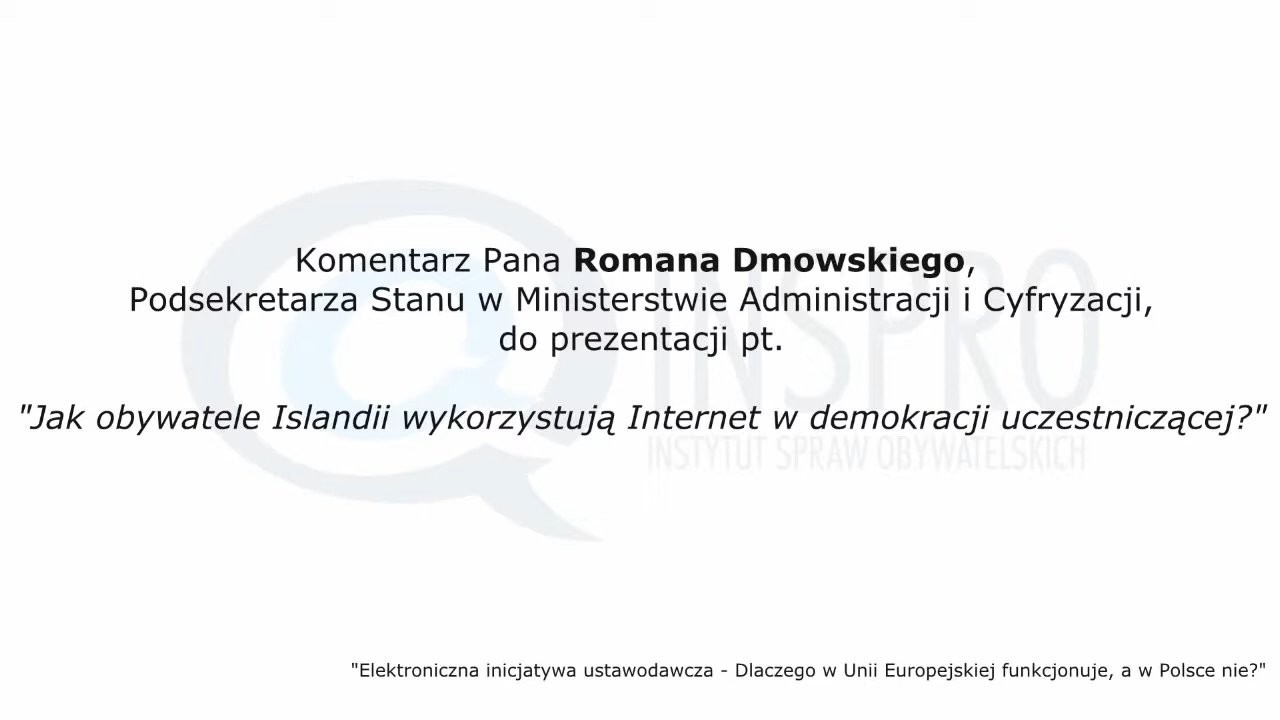 Komentarz Pana Romana Dmowskiego,
Podsekretarza Stanu w Ministerstwie Administracji i Cyfryzacji,
do prezentacji pt.
"Jak obywatele Islandii wykorzystują Internet w demokracji uczestniczącej?"
INSPRO
INSTYTUT SPRAW OBYWATELSKICH
"Elektroniczna inicjatywa ustawodawcza - Dlaczego w Unii Europejskiej funkcjonuje, a w Polsce nie?"